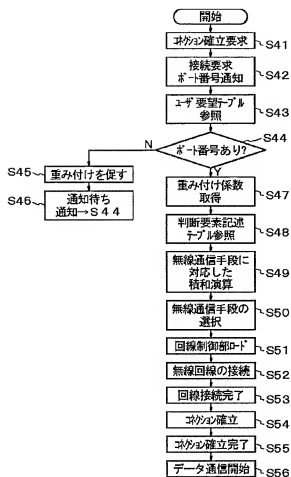 開始
ｺﾈｸｼｮﾝ確立要求
S41
接続要求
ポート番号通知
S42
ﾕｰｻﾞ要望ﾃｰﾌﾞﾙ
参照
S43
S44
ポート番号あり?
N
Y
S45
重み付けを促す
S46
通知待ち
通知→S44
重み付け係数
取得
S47
判断要素記述
ﾃｰﾌﾞﾙ参照
S48
無線通信手段に
対応した
積和演算
S49
無線通信手段の
選択
S50
回線制御部ﾛｰﾄﾞ
S51
無線回線の接続
S52
回線接続完了
S53
ｺﾈｸｼｮﾝ確立
S54
ｺﾈｸｼｮﾝ確立完了
S55
データ通信開始
S56